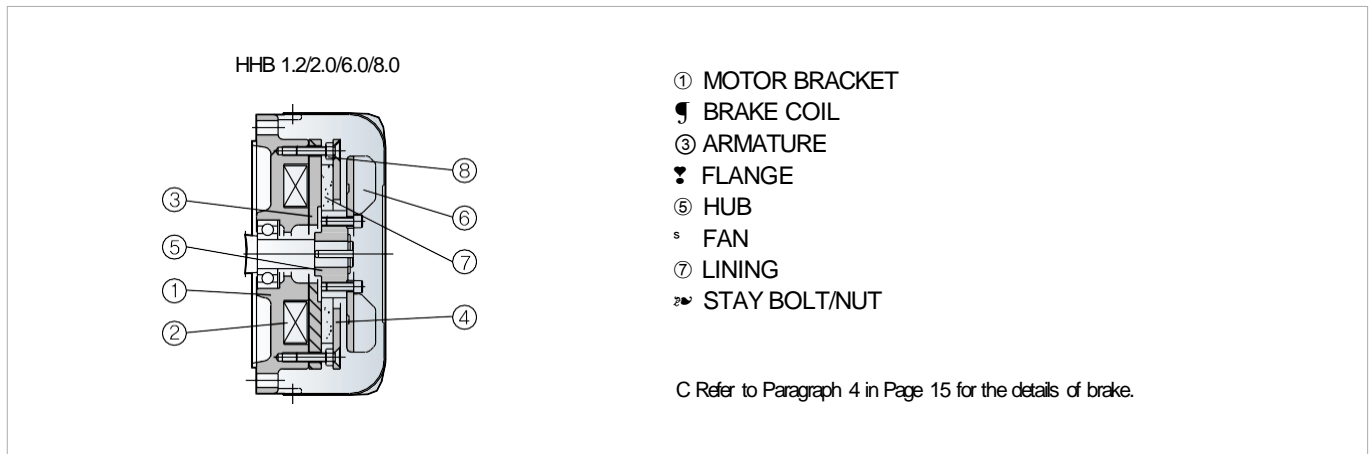 HHB 1.2/2.0/6.0/8.0
⑧
③
⑥
⑤
⑦
①
②
④
① MOTOR BRACKET
❡ BRAKE COIL
③ ARMATURE
❣ FLANGE
⑤ HUB
s FAN
⑦ LINING
❧ STAY BOLT/NUT
C Refer to Paragraph 4 in Page 15 for the details of brake.